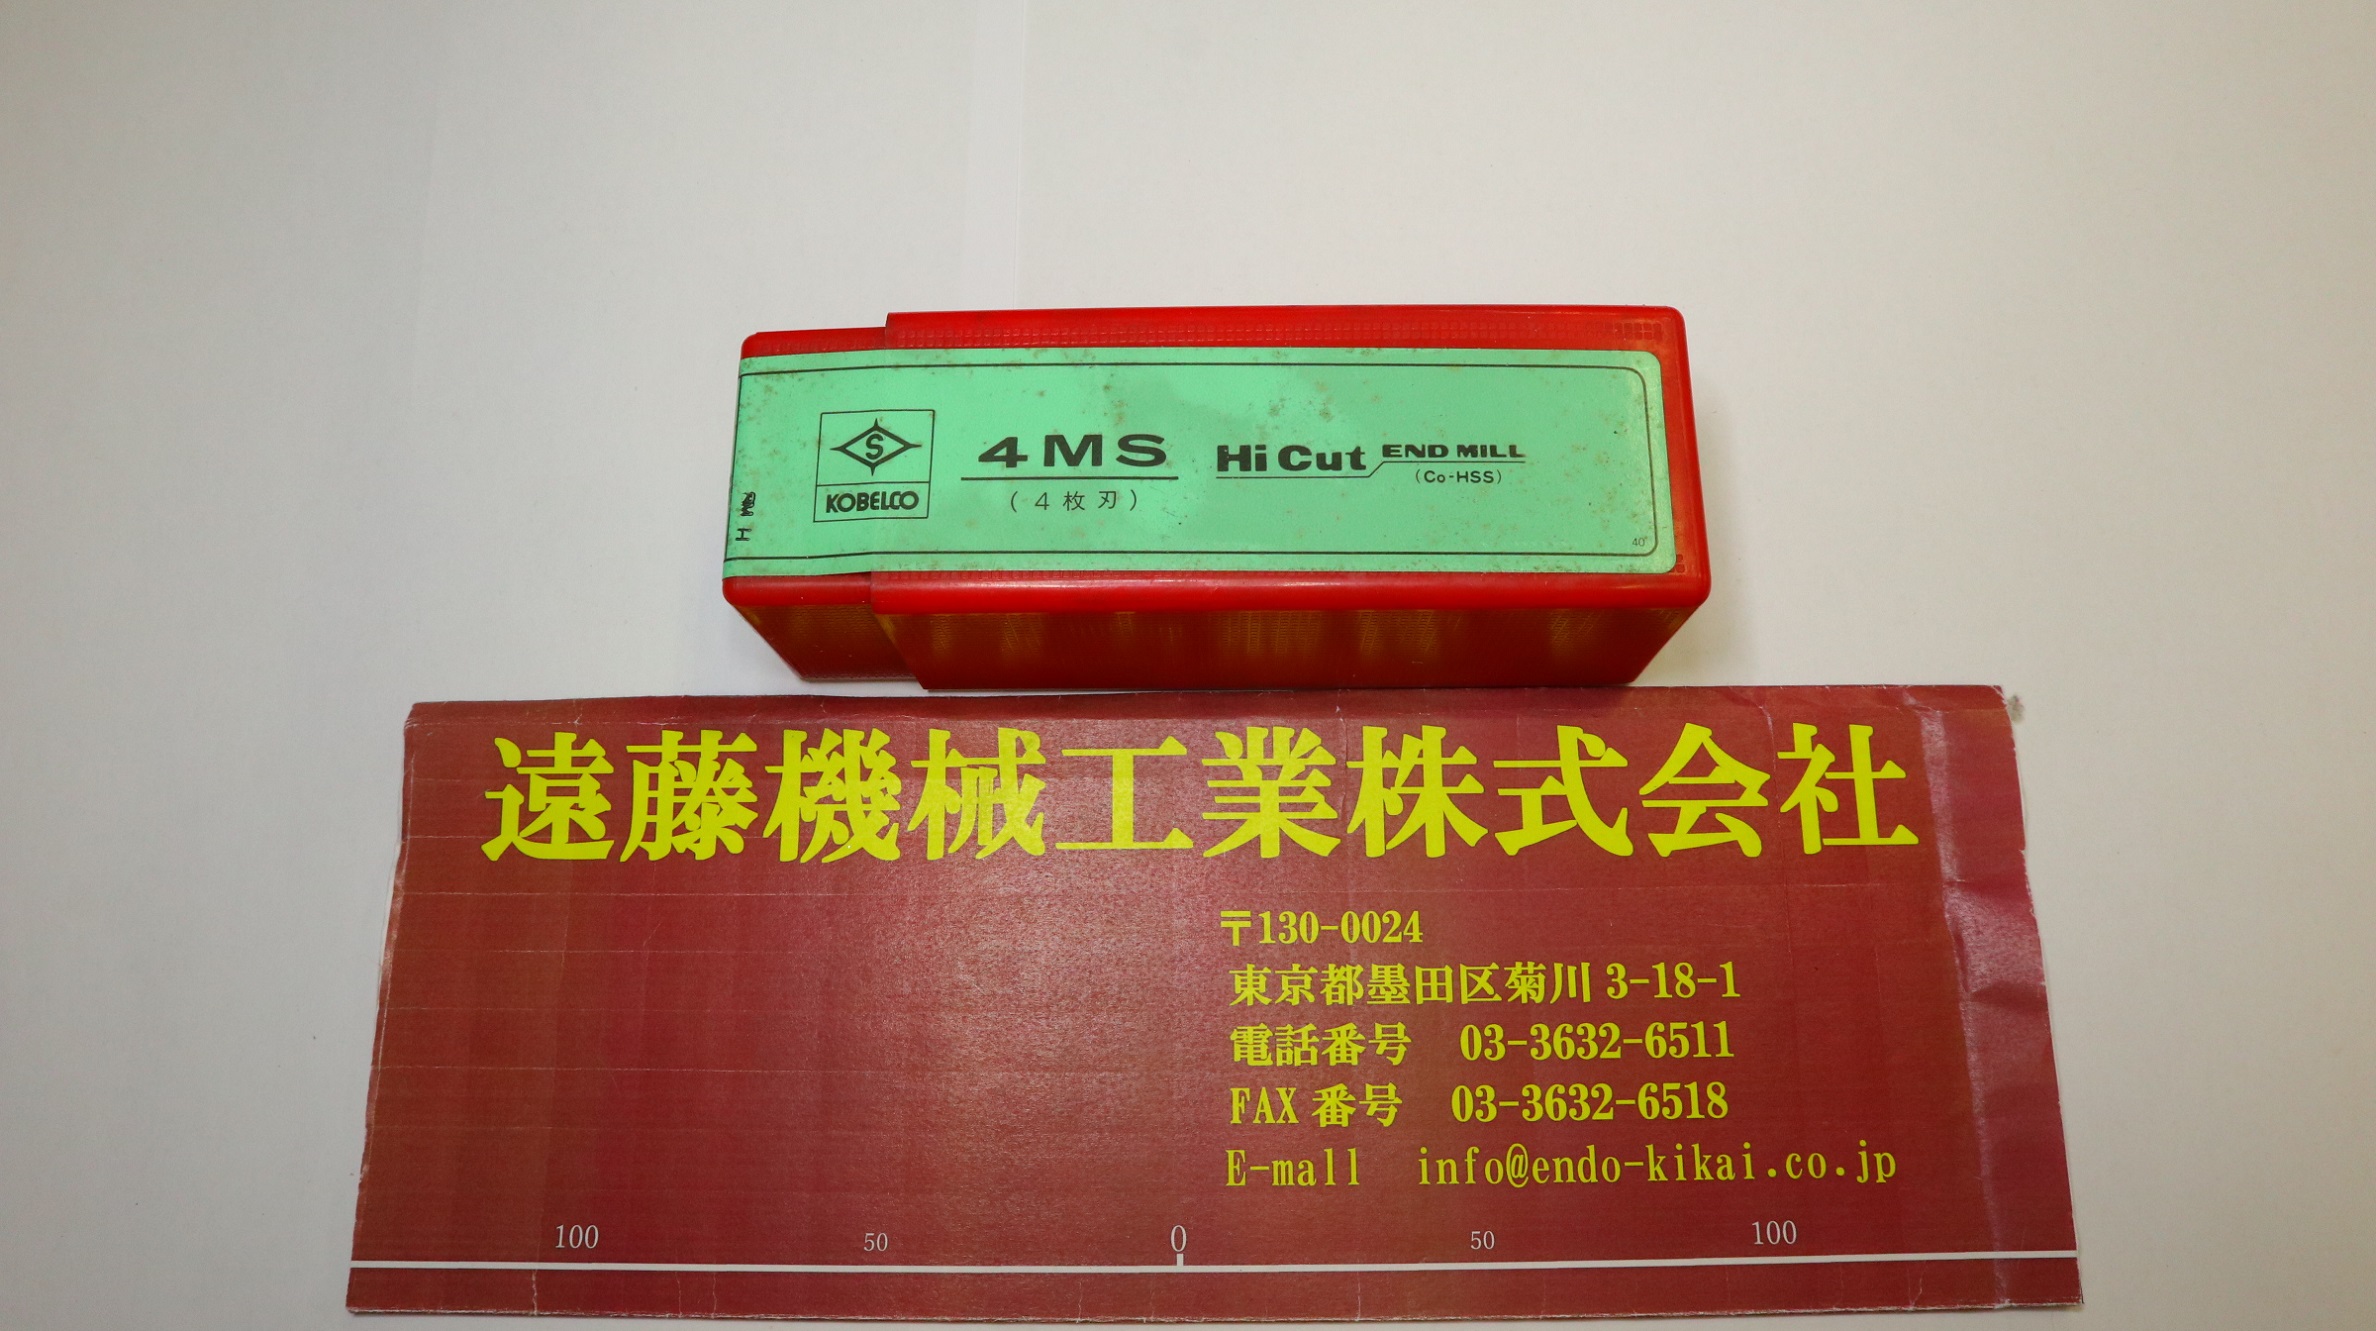 S
KOBELCO
4MS
(4枚刃)
Hi Cut END MILL
(Co-HSS)
40
遠藤機械工業株式会社
〒130-0024
東京都墨田区菊川 3-18-1
電話番号 03-3632-6511
FAX 番号 03-3632-6518
E-mall info@endo-kikai.co.jp
100 50 0 50 100